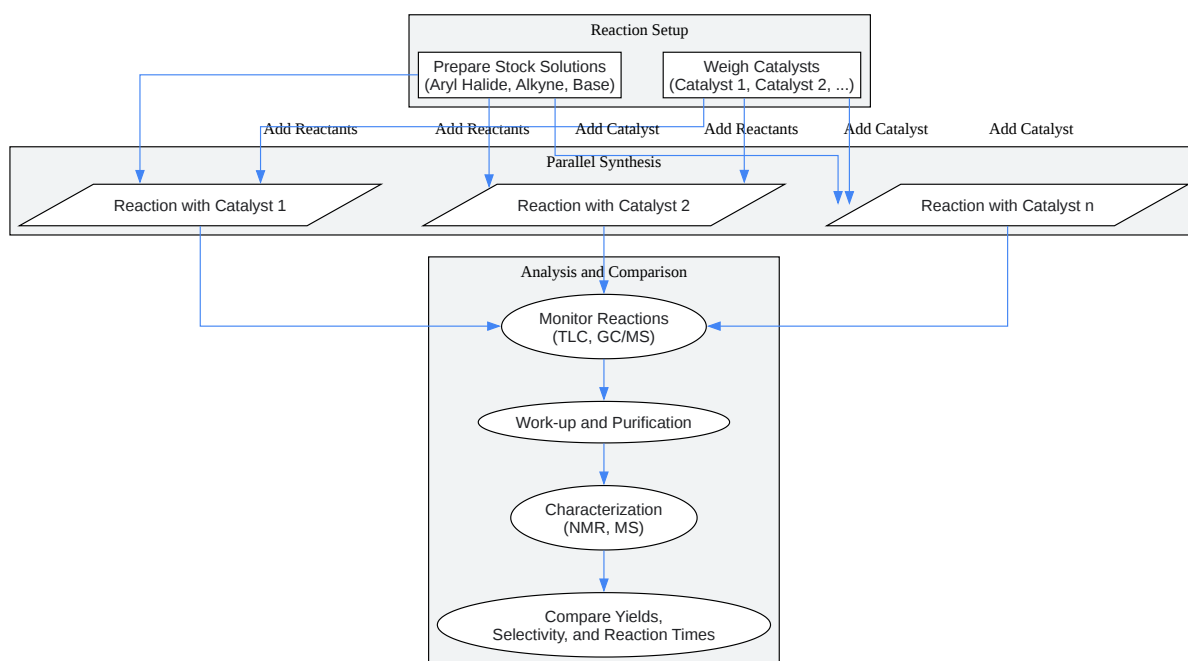 Reaction Setup
Prepare Stock Solutions
(Aryl Halide, Alkyne, Base)
Weigh Catalysts
(Catalyst 1, Catalyst 2, ...)
Add Reactants
Add Reactants
Add Catalyst
Add Reactants
Add Catalyst
Add Catalyst
Parallel Synthesis
Reaction with Catalyst 1
Reaction with Catalyst 2
Reaction with Catalyst n
Analysis and Comparison
Monitor Reactions
(TLC, GC/MS)
Work-up and Purification
Characterization
(NMR, MS)
Compare Yields,
Selectivity, and Reaction Times